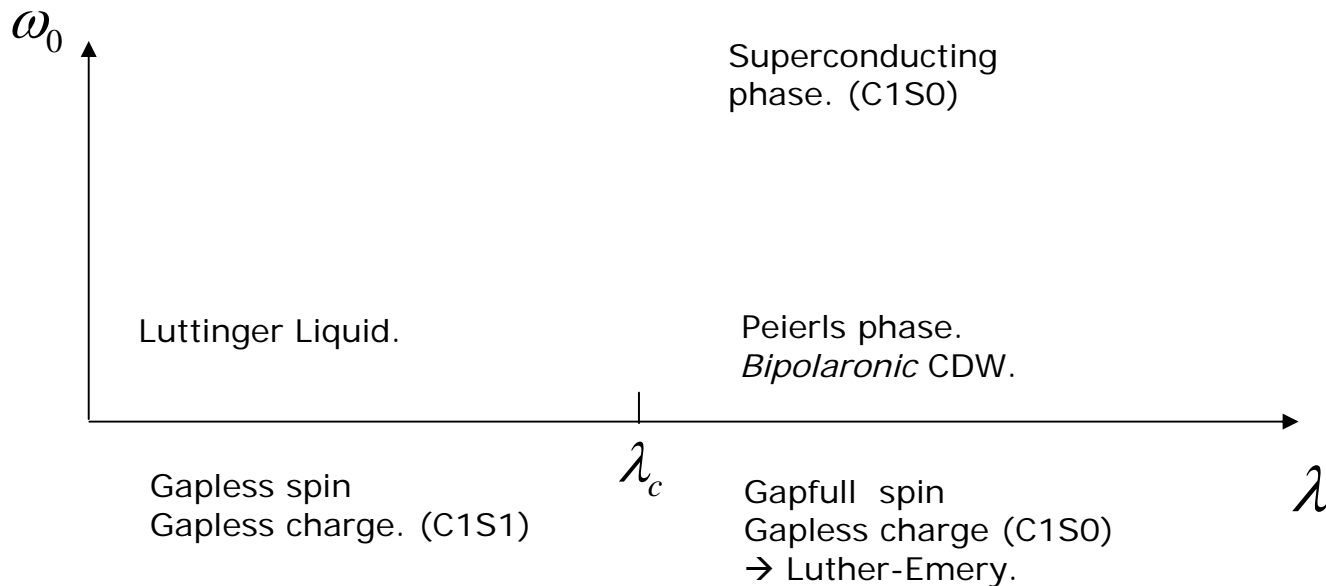 ω₀
Superconducting
phase. (C1S0)
Luttinger Liquid.
Peierls phase.
Bipolaronic CDW.
λ_c
λ
Gapless spin
Gapless charge. (C1S1)
Gapfull spin
Gapless charge (C1S0)
→ Luther-Emery.